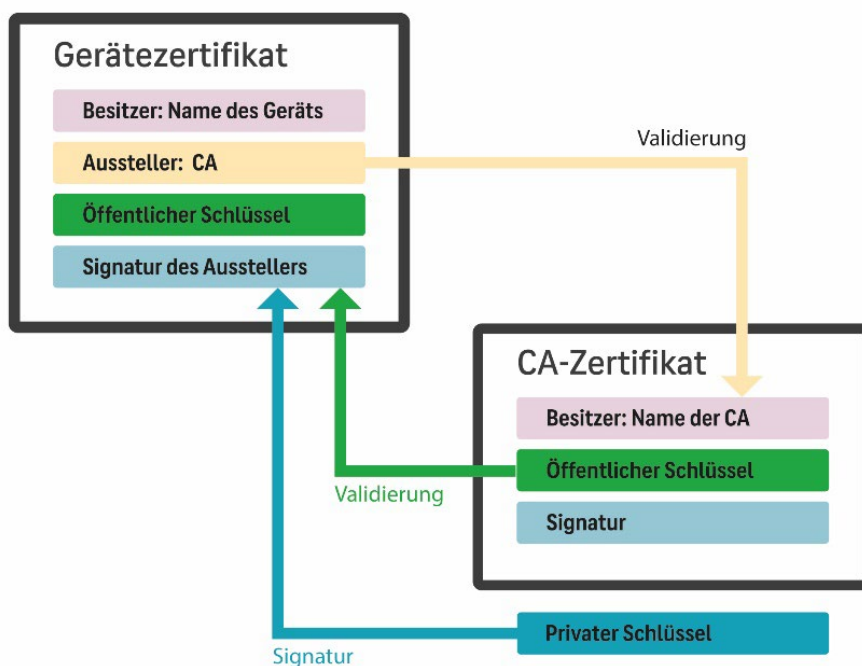 Gerätezertifikat
Besitzer: Name des Geräts
Aussteller: CA
Öffentlicher Schlüssel
Signatur des Ausstellers
Validierung
CA-Zertifikat
Besitzer: Name der CA
Öffentlicher Schlüssel
Signatur
Validierung
Privater Schlüssel
Signatur